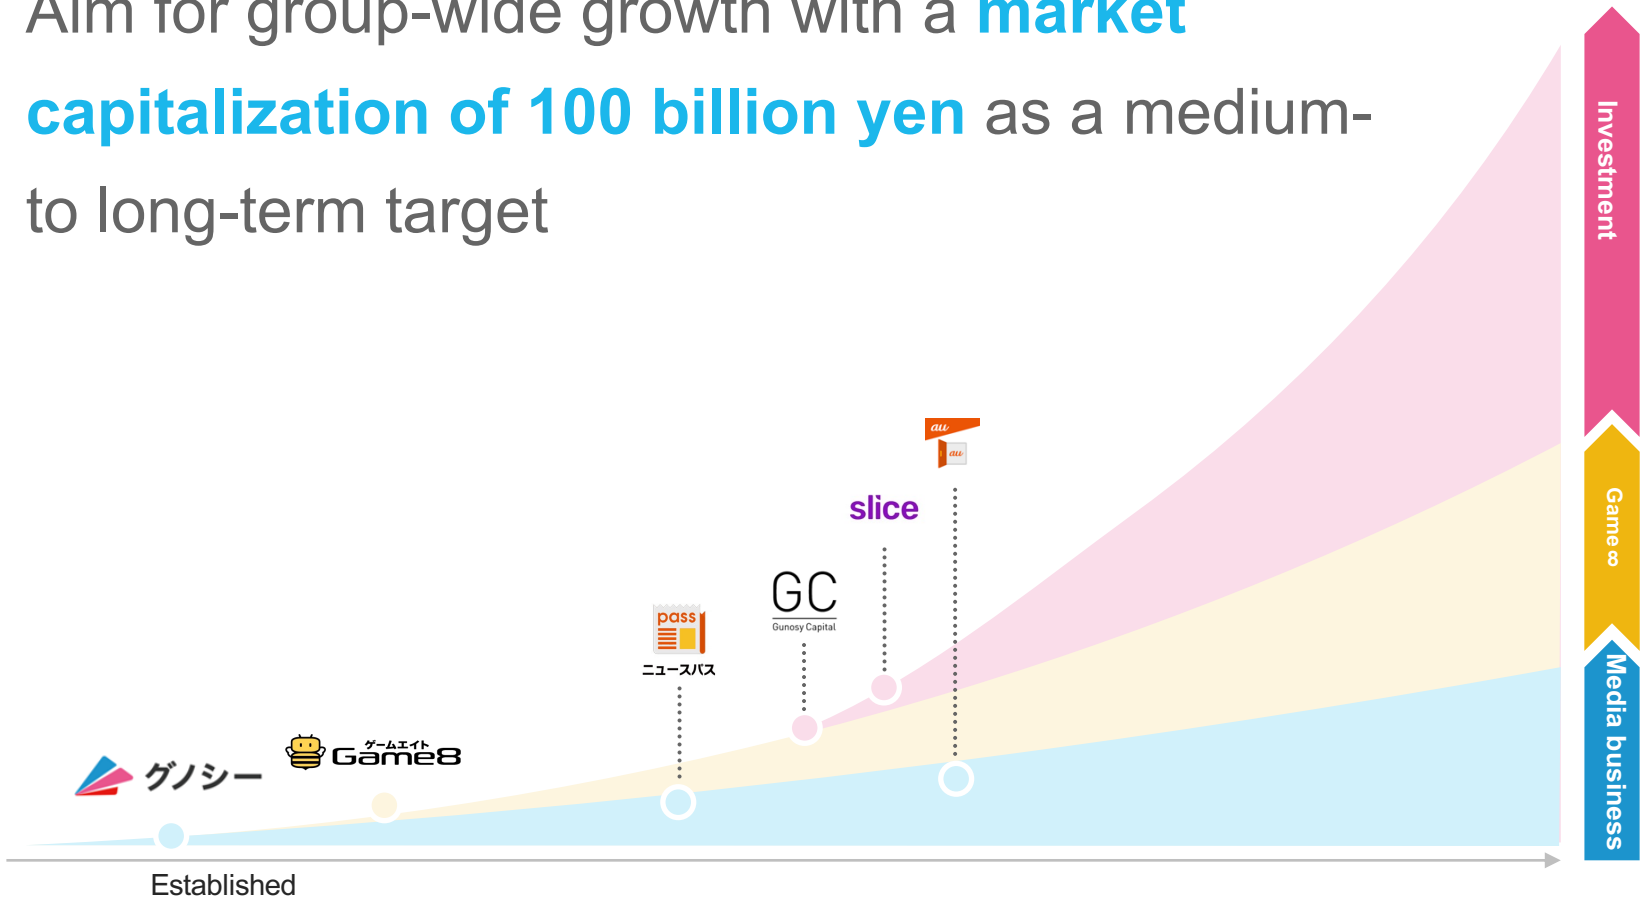 Aim for group-wide growth with a market
capitalization of 100 billion yen as a medium-
to long-term target
Investment
au
au
slice
Game∞
GC
Gunosy Capital
pass
ニュースパス
Media business
ゲームエイト
Game8
グノシー
Established